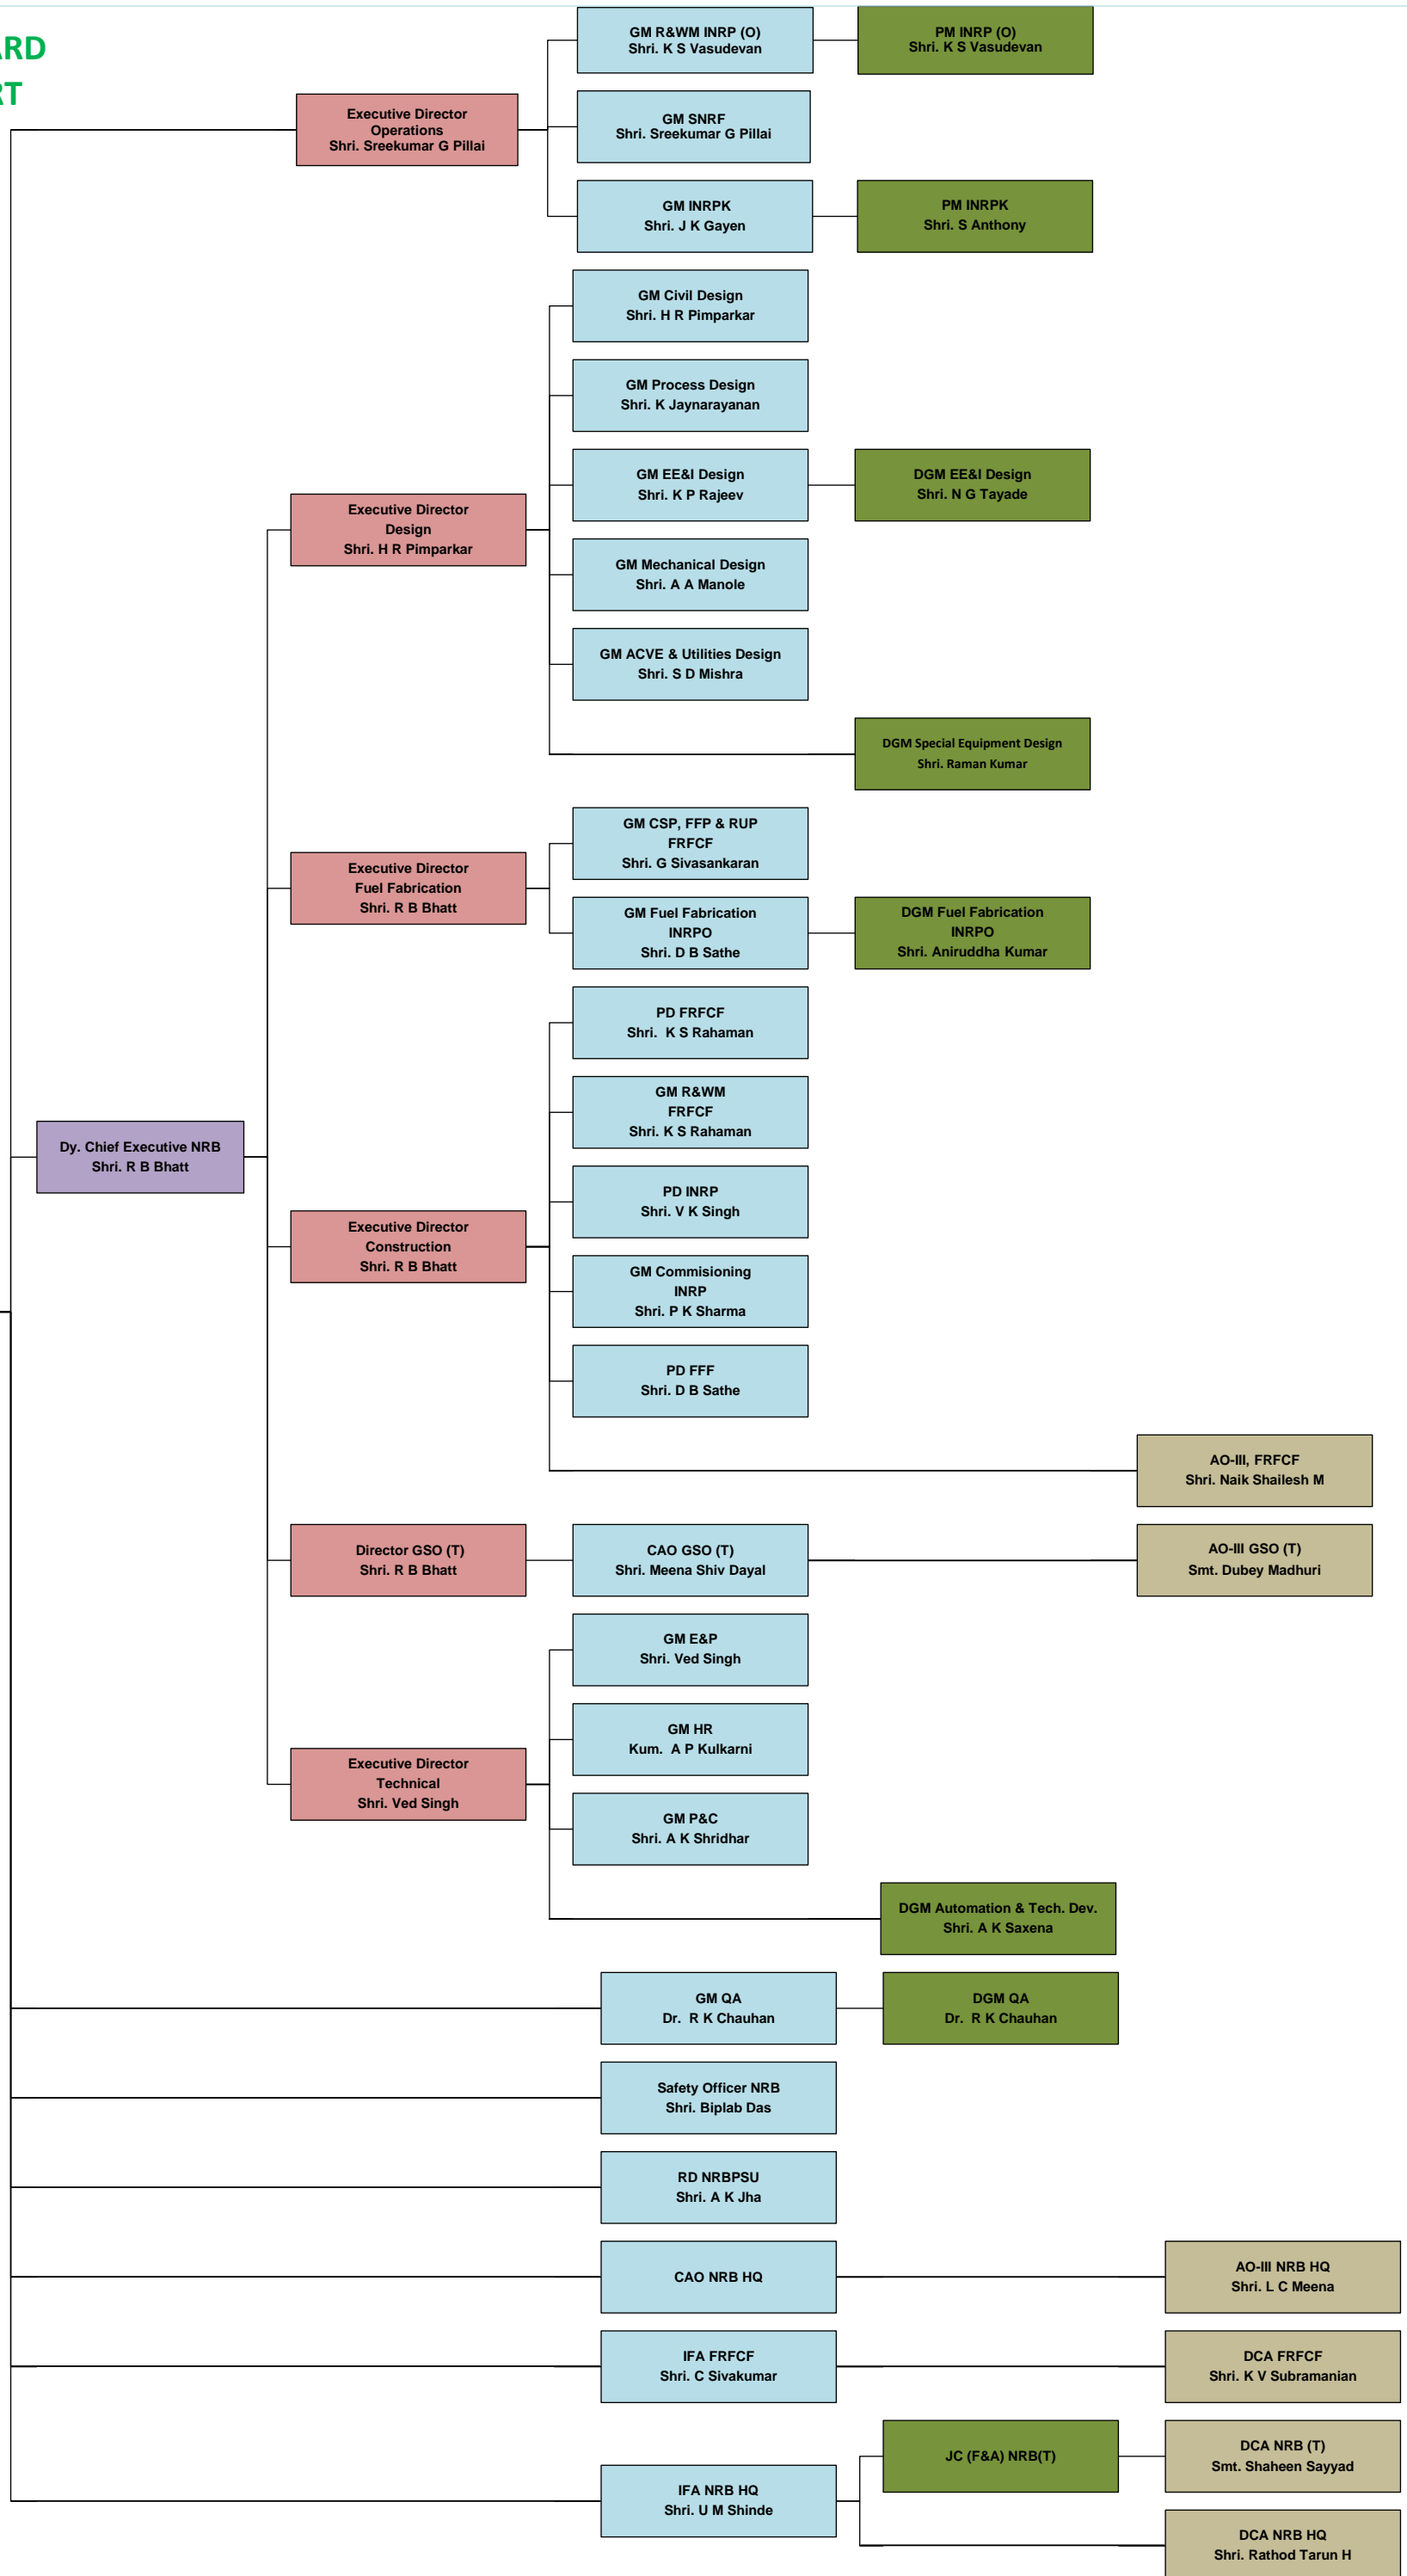 ARD
RT
GM R&WM INRP (O)
Shri. K S Vasudevan
PM INRP (O)
Shri. K S Vasudevan
Executive Director
Operations
Shri. Sreekumar G Pillai
GM SNRF
Shri. Sreekumar G Pillai
GM INRPK
Shri. J K Gayen
PM INRPK
Shri. S Anthony
GM Civil Design
Shri. H R Pimparkar
GM Process Design
Shri. K Jaynarayanan
GM EE&I Design
Shri. K P Rajeev
DGM EE&I Design
Shri. N G Tayade
Executive Director
Design
Shri. H R Pimparkar
GM Mechanical Design
Shri. A A Manole
GM ACVE & Utilities Design
Shri. S D Mishra
DGM Special Equipment Design
Shri. Raman Kumar
GM CSP, FFP & RUP
FRFCF
Shri. G Sivasankaran
Executive Director
Fuel Fabrication
Shri. R B Bhatt
GM Fuel Fabrication
INRPO
Shri. D B Sathe
DGM Fuel Fabrication
INRPO
Shri. Aniruddha Kumar
PD FRFCF
Shri. K S Rahaman
GM R&WM
FRFCF
Shri. K S Rahaman
Dy. Chief Executive NRB
Shri. R B Bhatt
PD INRP
Shri. V K Singh
Executive Director
Construction
Shri. R B Bhatt
GM Commisioning
INRP
Shri. P K Sharma
PD FFF
Shri. D B Sathe
AO-III, FRFCF
Shri. Naik Shailesh M
Director GSO (T)
Shri. R B Bhatt
CAO GSO (T)
Shri. Meena Shiv Dayal
AO-III GSO (T)
Smt. Dubey Madhuri
GM E&P
Shri. Ved Singh
GM HR
Kum. A P Kulkarni
Executive Director
Technical
Shri. Ved Singh
GM P&C
Shri. A K Shridhar
DGM Automation & Tech. Dev.
Shri. A K Saxena
GM QA
Dr. R K Chauhan
DGM QA
Dr. R K Chauhan
Safety Officer NRB
Shri. Biplab Das
RD NRBPSU
Shri. A K Jha
CAO NRB HQ
AO-III NRB HQ
Shri. L C Meena
IFA FRFCF
Shri. C Sivakumar
DCA FRFCF
Shri. K V Subramanian
JC (F&A) NRB(T)
DCA NRB (T)
Smt. Shaheen Sayyad
IFA NRB HQ
Shri. U M Shinde
DCA NRB HQ
Shri. Rathod Tarun H